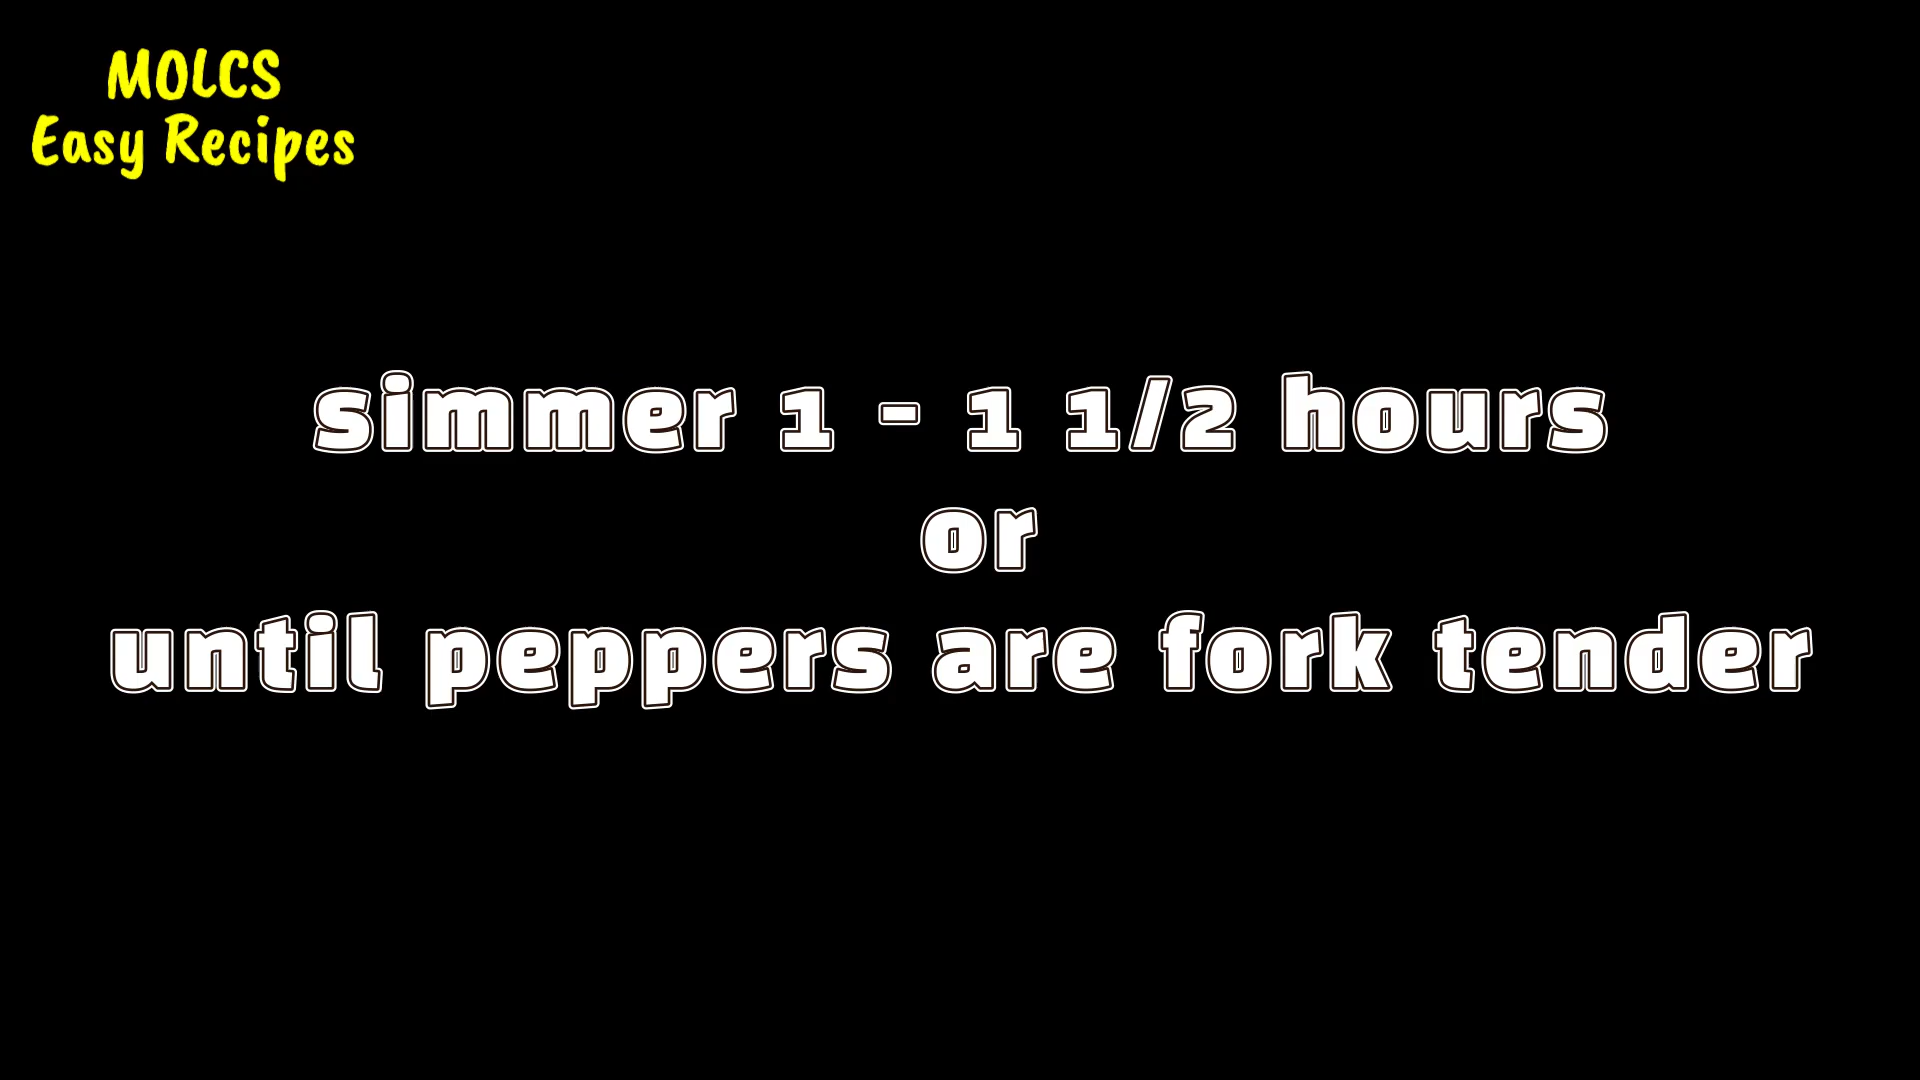 MOLCS
Easy Recipes
simmer 1 - 1 1/2 hours
or
until peppers are fork tender